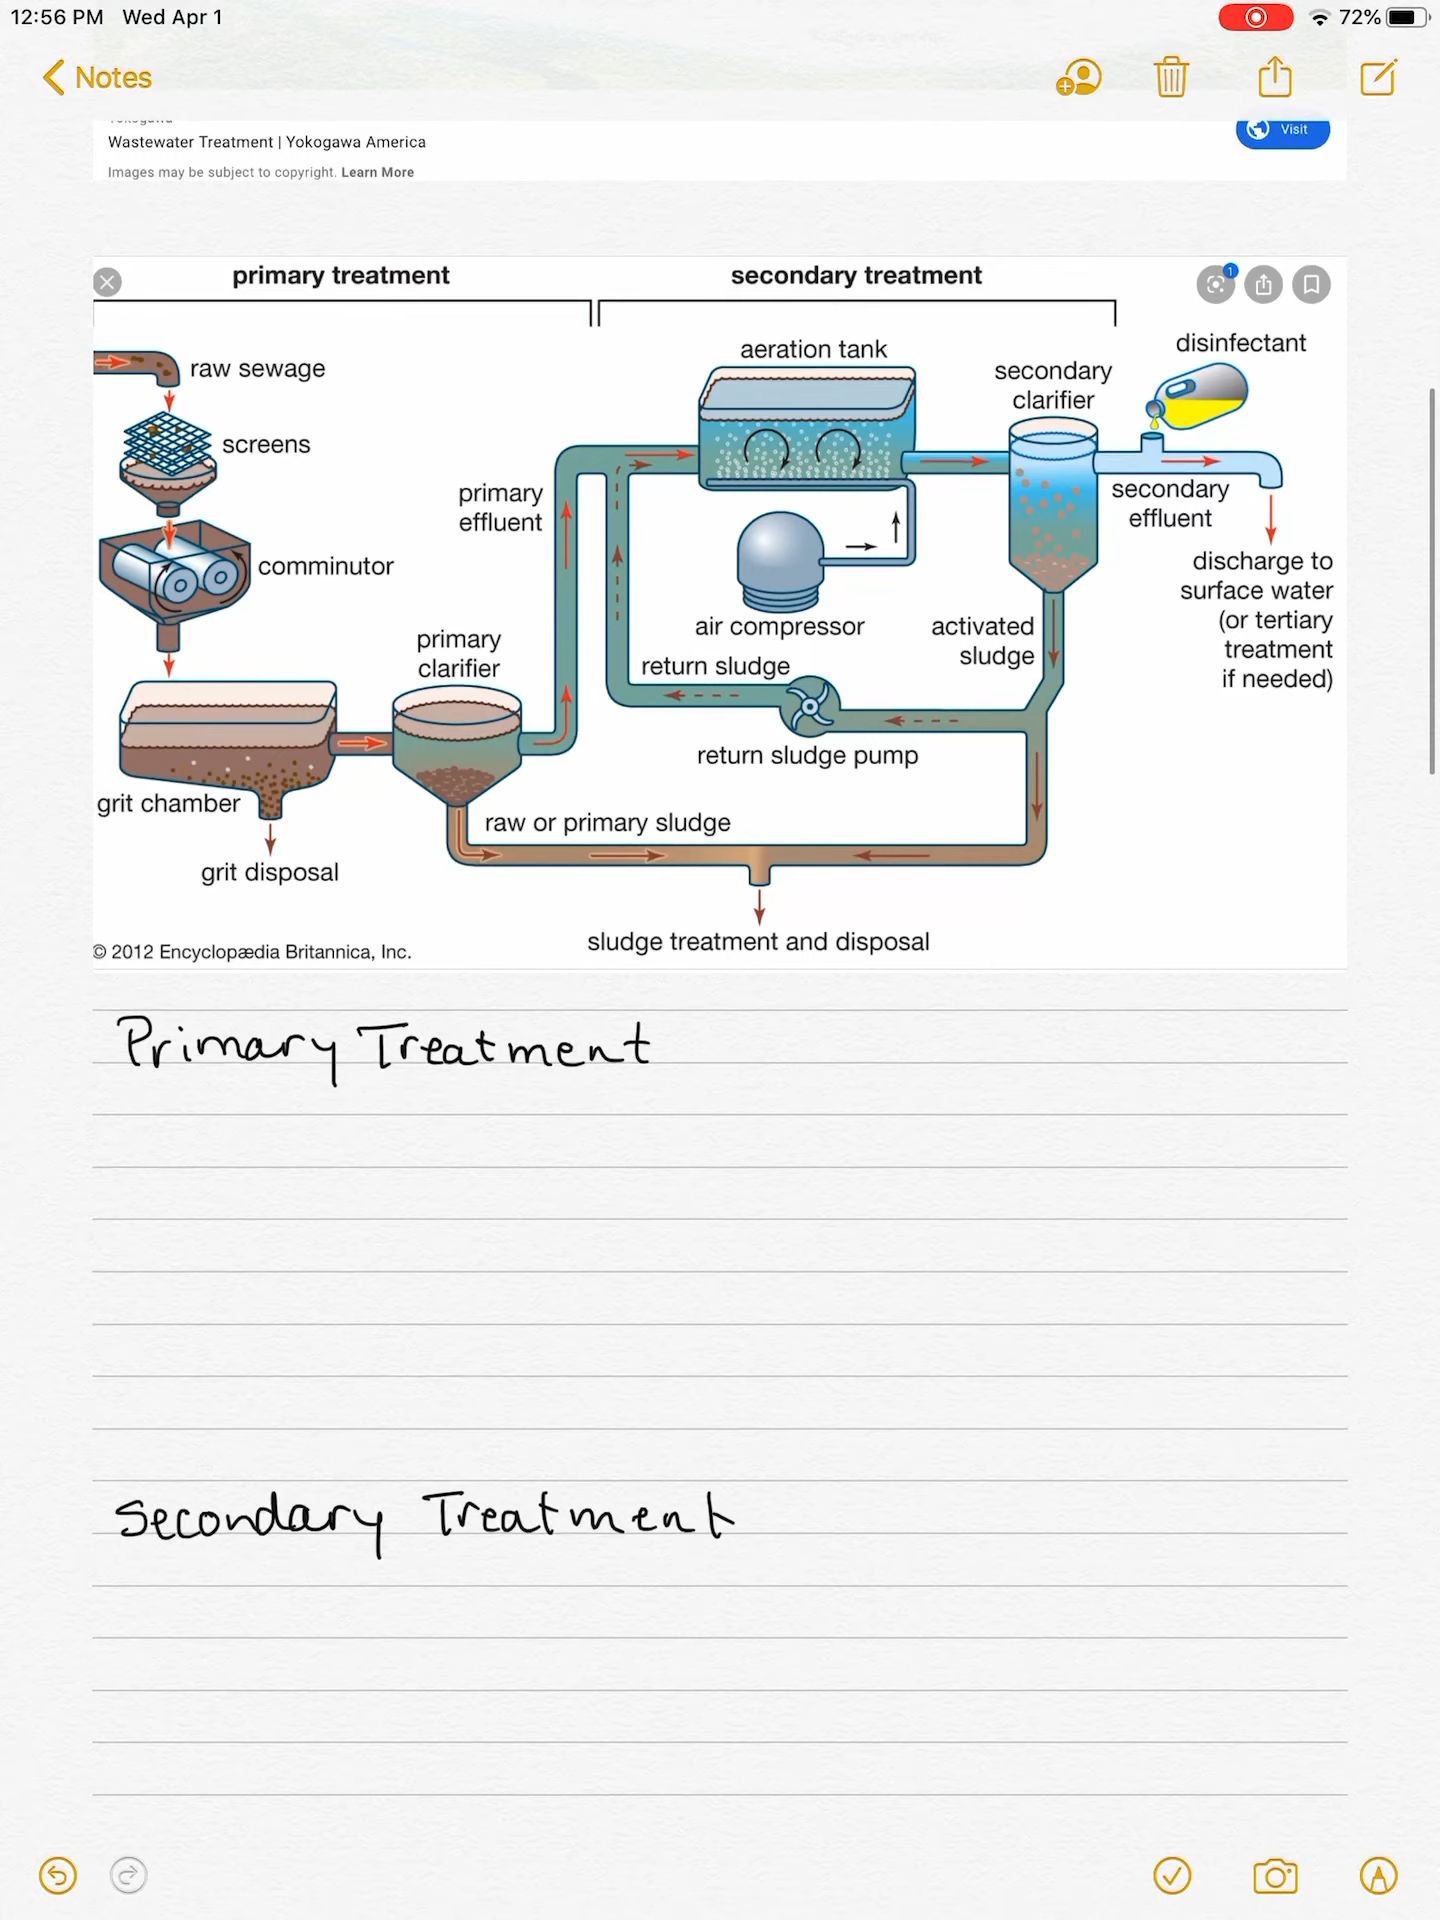 12:56 PM Wed Apr 1
72%
Notes
Wastewater Treatment | Yokogawa America
Visit
Images may be subject to copyright. Learn More
primary treatment
secondary treatment
1
raw sewage
screens
comminutor
grit chamber
grit disposal
primary
clarifier
primary
effluent
raw or primary sludge
aeration tank
air compressor
return sludge
return sludge pump
secondary
clarifier
activated
sludge
disinfectant
secondary
effluent
discharge to
surface water
(or tertiary
treatment
if needed)
sludge treatment and disposal
© 2012 Encyclopædia Britannica, Inc.
Primary Treatment
Secondary Treatment